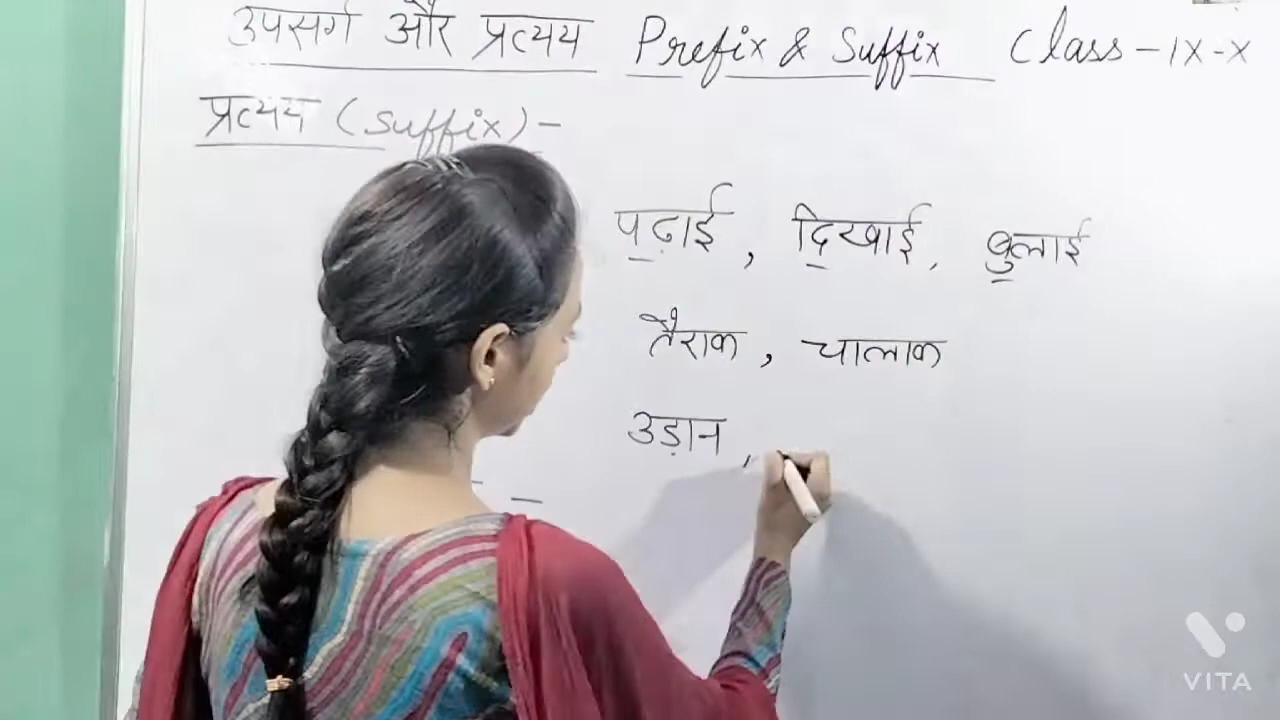 उपसर्ग और प्रत्यय Prefix & Suffix Class - IX - X
प्रत्यय (Suffix) -
पढ़ाई, दिखाई, बुलाई
तैराक, चालाक
उड़ान,
VITA